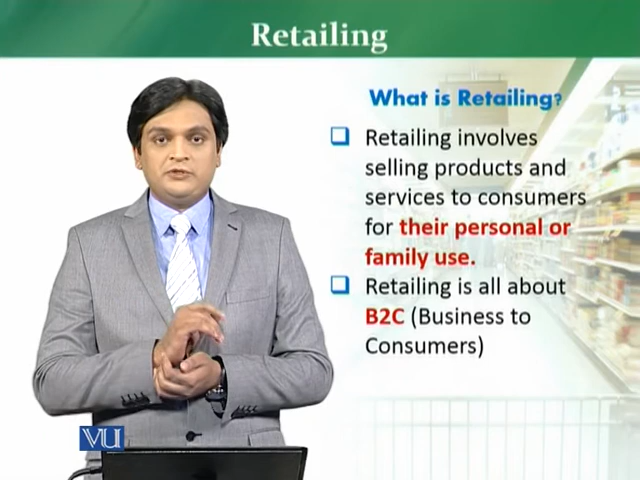 Retailing
What is Retailing?
Retailing involves
selling products and
services to consumers
for their personal or
family use.
Retailing is all about
B2C (Business to
Consumers)
VU